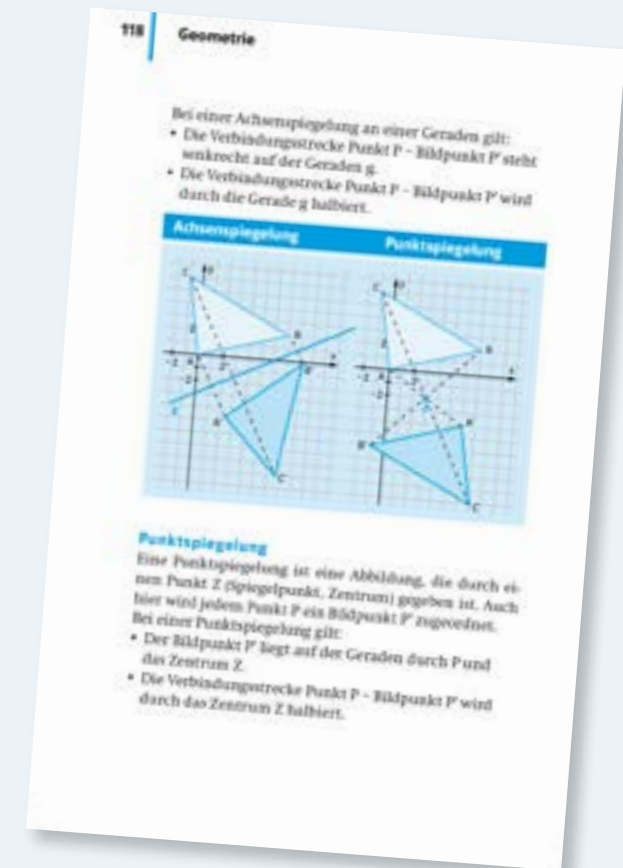 118 Geometrie
Bei einer Achsenspiegelung an einer Geraden gilt:
• Die Verbindungsstrecke Punkt P – Bildpunkt P' steht
senkrecht auf der Geraden g.
• Die Verbindungsstrecke Punkt P – Bildpunkt P' wird
durch die Gerade g halbiert.
Achsenspiegelung Punktspiegelung
Punktspiegelung
Eine Punktspiegelung ist eine Abbildung, die durch ei-
nen Punkt Z (Spiegelpunkt, Zentrum) gegeben ist. Auch
hier wird jedem Punkt P ein Bildpunkt P' zugeordnet.
Bei einer Punktspiegelung gilt:
• Der Bildpunkt P' liegt auf der Geraden durch P und
das Zentrum Z.
• Die Verbindungsstrecke Punkt P – Bildpunkt P' wird
durch das Zentrum Z halbiert.